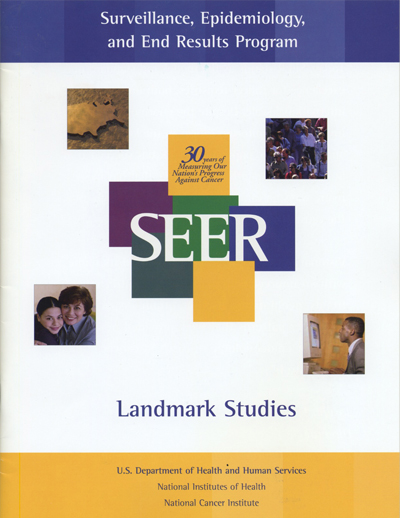 Surveillance, Epidemiology,
and End Results Program
30 years of
Measuring Our
Nation's Progress
Against Cancer
SEER
Landmark Studies
U.S. Department of Health and Human Services
National Institutes of Health
National Cancer Institute